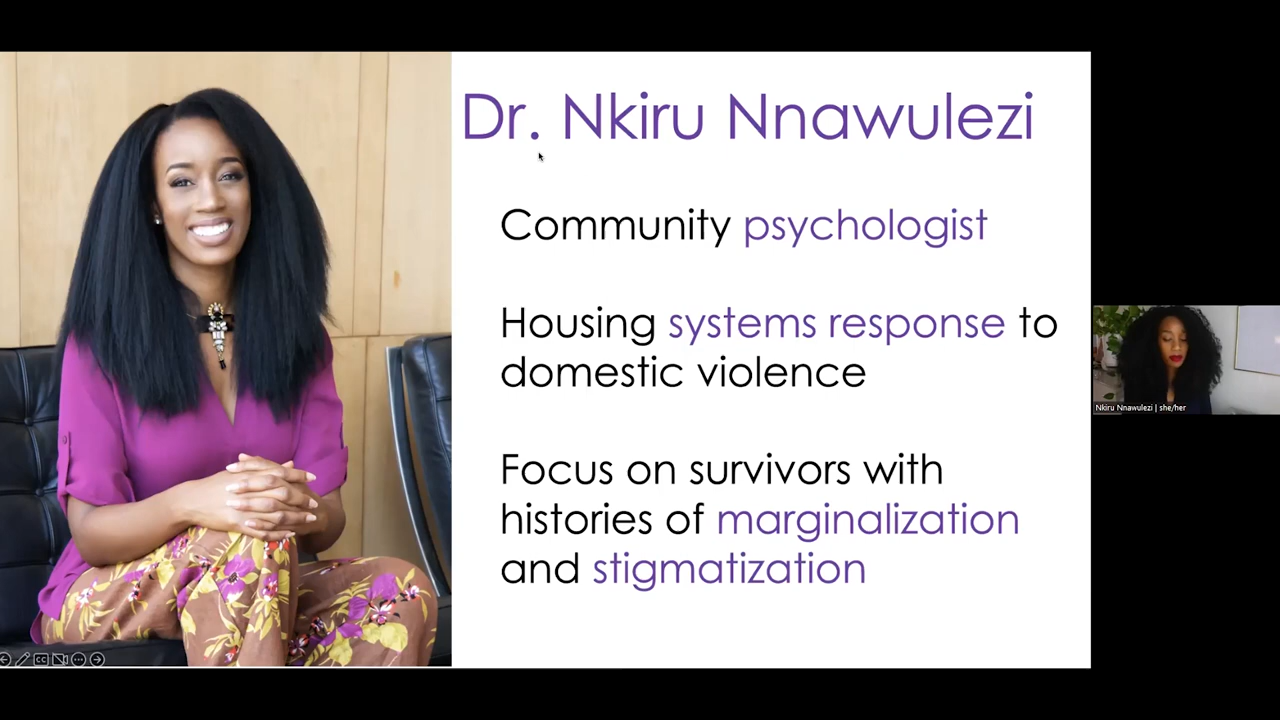 Dr. Nkiru Nnawulezi
Community psychologist
Housing systems response to
domestic violence
Focus on survivors with
histories of marginalization
and stigmatization
Nkiru Nnawulezi | she/her
CC